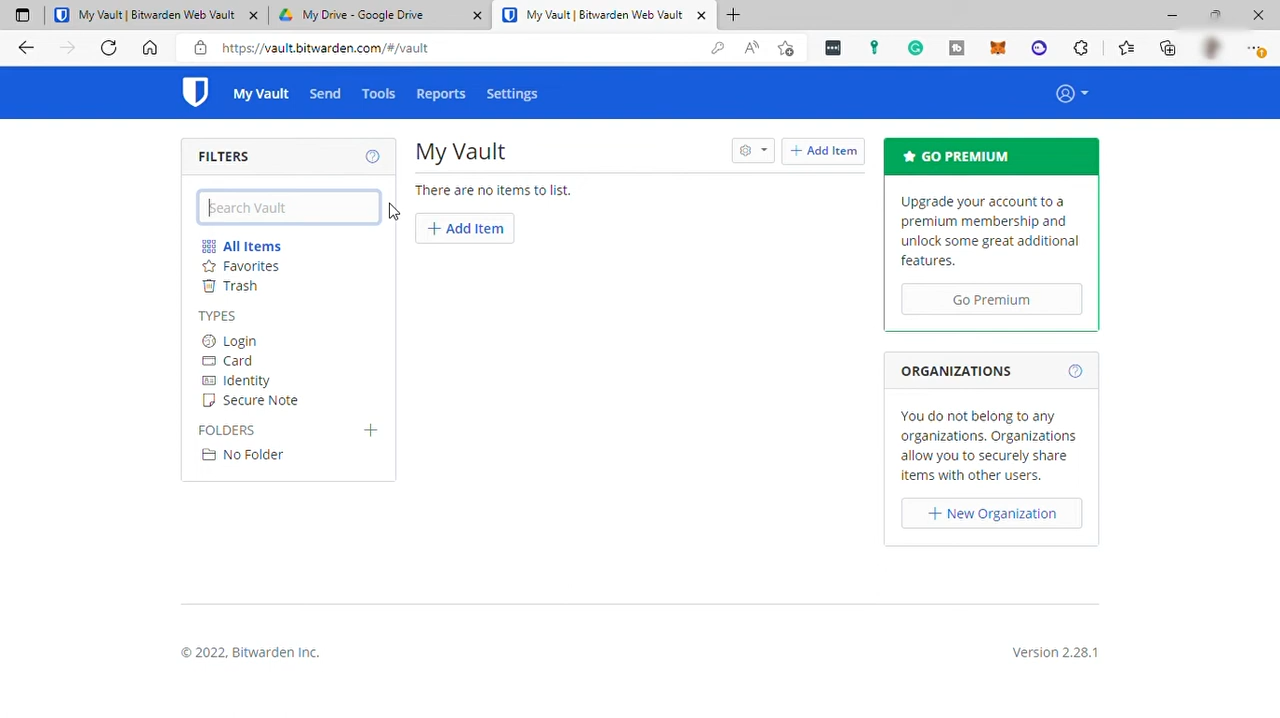 My Vault | Bitwarden Web Vault
My Drive - Google Drive
My Vault | Bitwarden Web Vault
https://vault.bitwarden.com/#/vault
My Vault
Send
Tools
Reports
Settings
FILTERS
Search Vault
All Items
Favorites
Trash
TYPES
Login
Card
Identity
Secure Note
FOLDERS
No Folder
My Vault
Add Item
There are no items to list.
Add Item
GO PREMIUM
Upgrade your account to a
premium membership and
unlock some great additional
features.
Go Premium
ORGANIZATIONS
You do not belong to any
organizations. Organizations
allow you to securely share
items with other users.
New Organization
© 2022, Bitwarden Inc.
Version 2.28.1